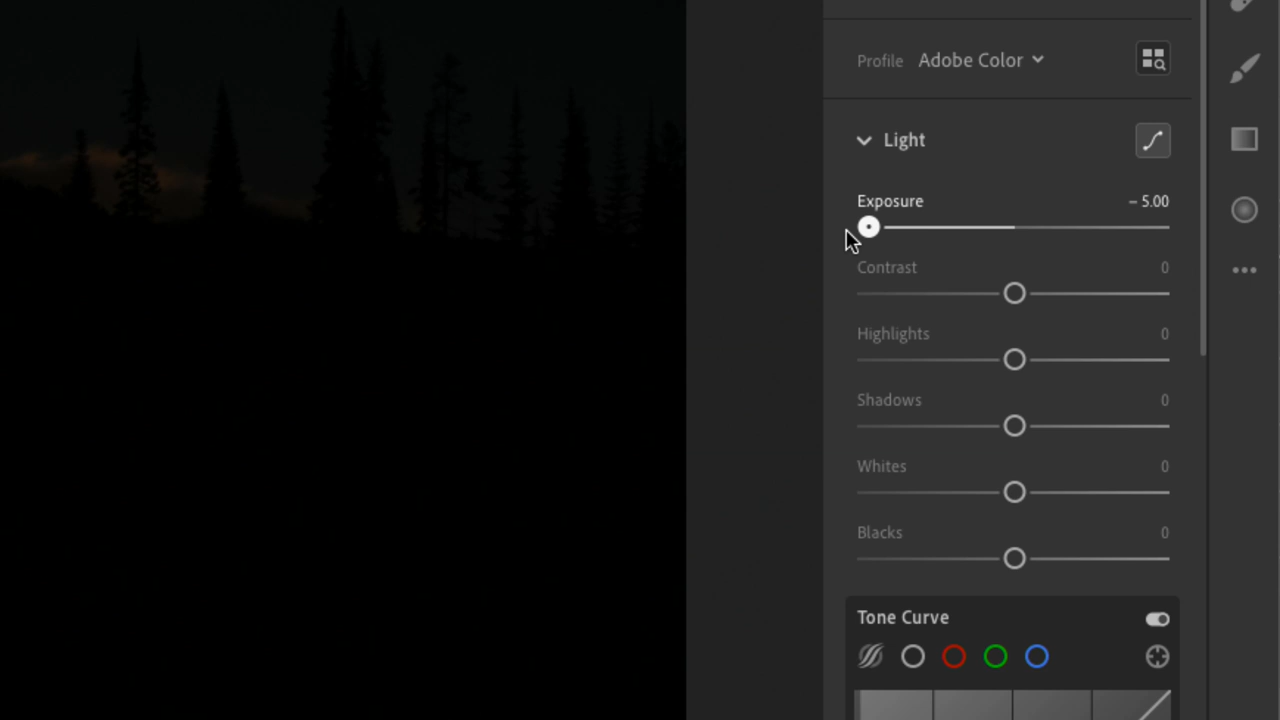 Profile Adobe Color
Light
Exposure – 5.00
Contrast 0
Highlights 0
Shadows 0
Whites 0
Blacks 0
Tone Curve